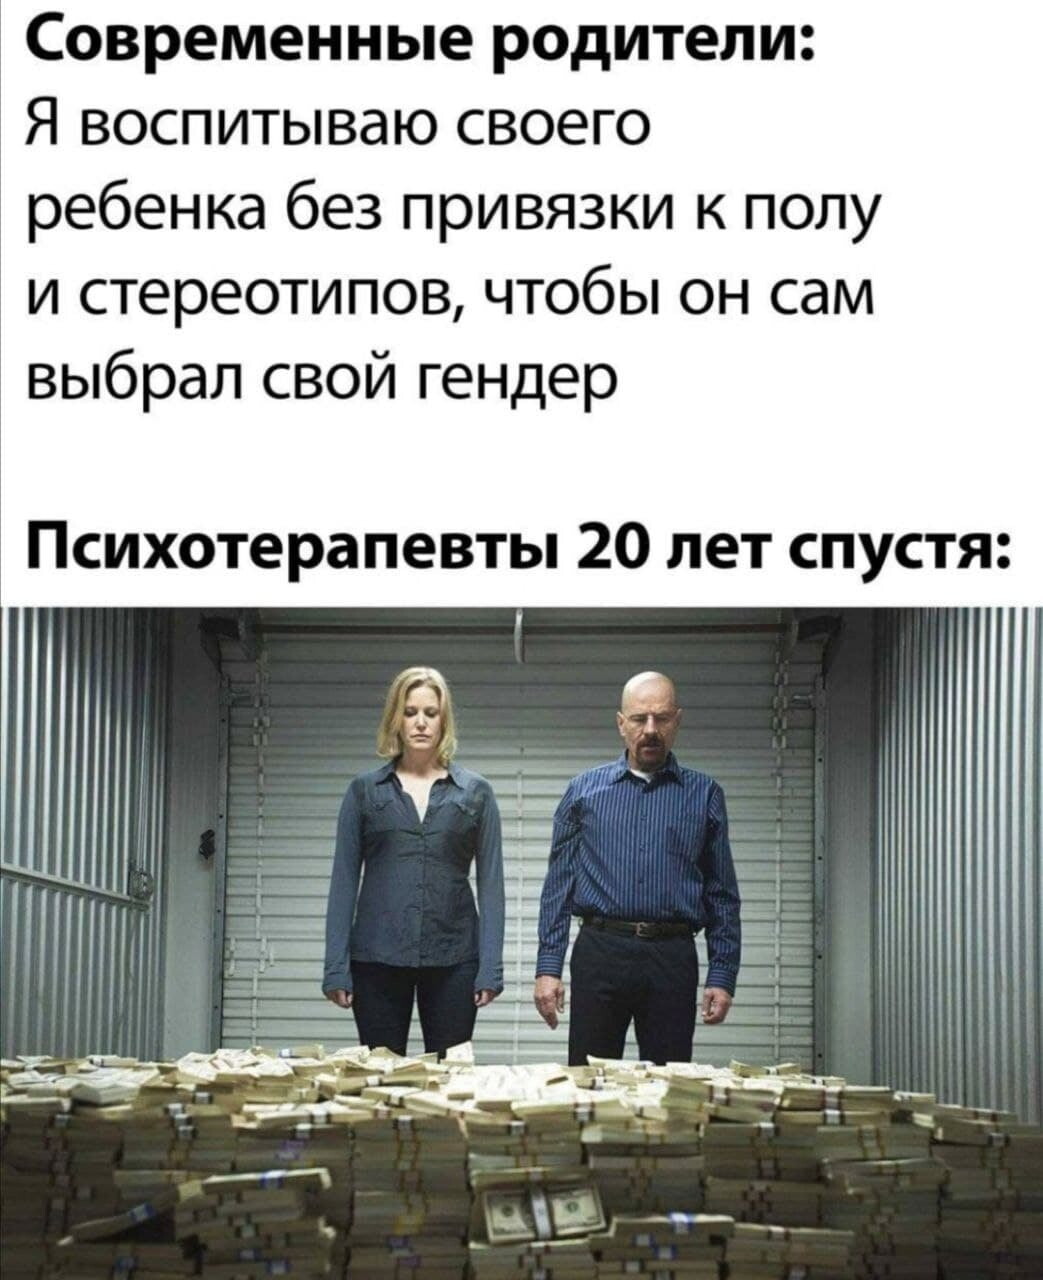 Современные родители:
Я воспитываю своего
ребенка без привязки к полу
и стереотипов, чтобы он сам
выбрал свой гендер
Психотерапевты 20 лет спустя: